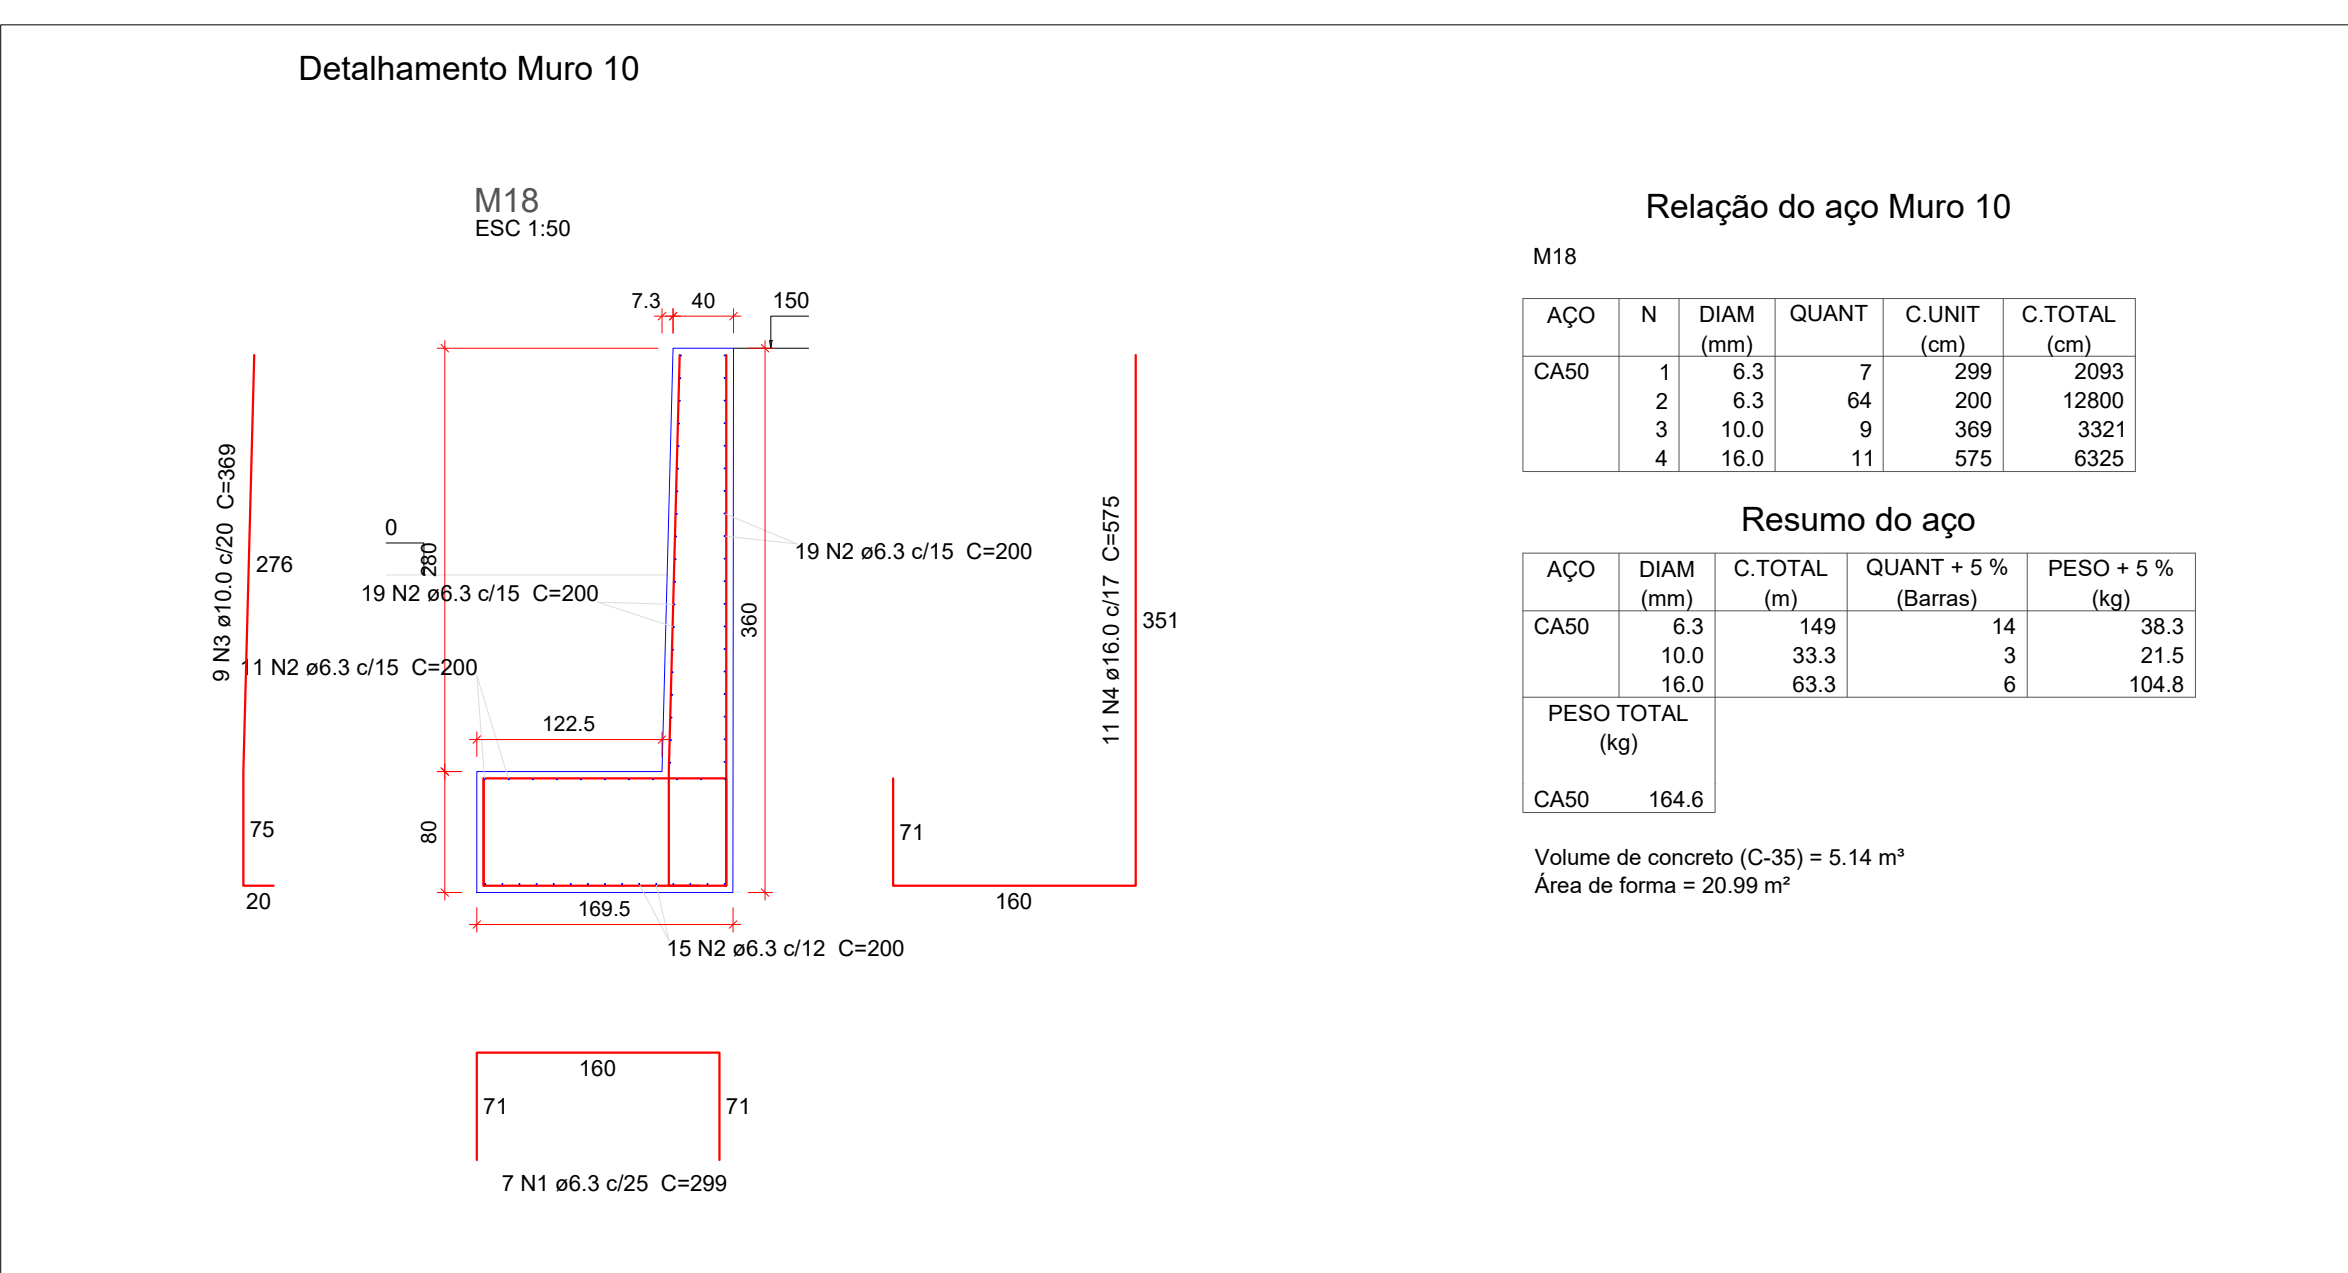 Detalhamento Muro 10
M18
ESC 1:50
7.3
40
150
9 N3 ø10.0 c/20 C=369
276
75
20
0
280
80
19 N2 ø6.3 c/15 C=200
19 N2 ø6.3 c/15 C=200
11 N2 ø6.3 c/15 C=200
122.5
360
169.5
15 N2 ø6.3 c/12 C=200
11 N4 ø16.0 c/17 C=575
351
71
160
160
71
71
7 N1 ø6.3 c/25 C=299
Relação do aço Muro 10
M18
AÇO N DIAM QUANT C.UNIT C.TOTAL
(mm) (cm) (cm)
CA50 1 6.3 7 299 2093
2 6.3 64 200 12800
3 10.0 9 369 3321
4 16.0 11 575 6325
Resumo do aço
AÇO DIAM C.TOTAL QUANT + 5 % PESO + 5 %
(mm) (m) (Barras) (kg)
CA50 6.3 149 14 38.3
10.0 33.3 3 21.5
16.0 63.3 6 104.8
PESO TOTAL
(kg)
CA50 164.6
Volume de concreto (C-35) = 5.14 m³
Área de forma = 20.99 m²